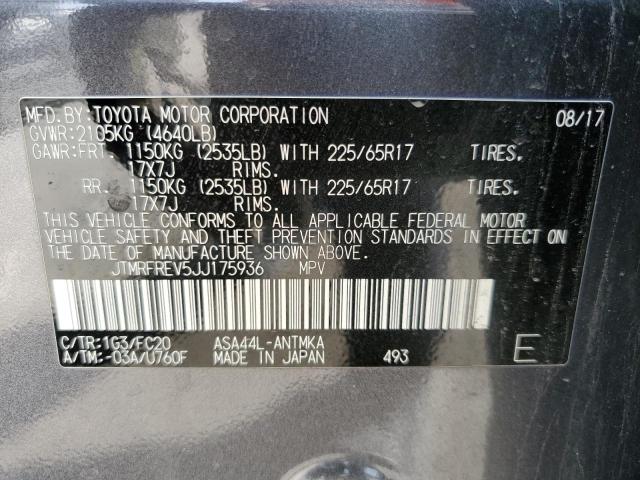 MFD.BY:TOYOTA MOTOR CORPORATION 08/17
GVWR:2105KG (4640LB)
GAWR:FRT. 1150KG (2535LB) WITH 225/65R17 TIRES.
17X7J RIMS.
RR. 1150KG (2535LB) WITH 225/65R17 TIRES.
17X7J RIMS.
THIS VEHICLE CONFORMS TO ALL APPLICABLE FEDERAL MOTOR
VEHICLE SAFETY AND THEFT PREVENTION STANDARDS IN EFFECT ON
THE DATE OF MANUFACTURE SHOWN ABOVE.
JTMRFREV5JJ175936 MPV
C/TR:1G3/FC20 ASA44L-ANTMKA
A/TM:-03A/U760F MADE IN JAPAN 493 E